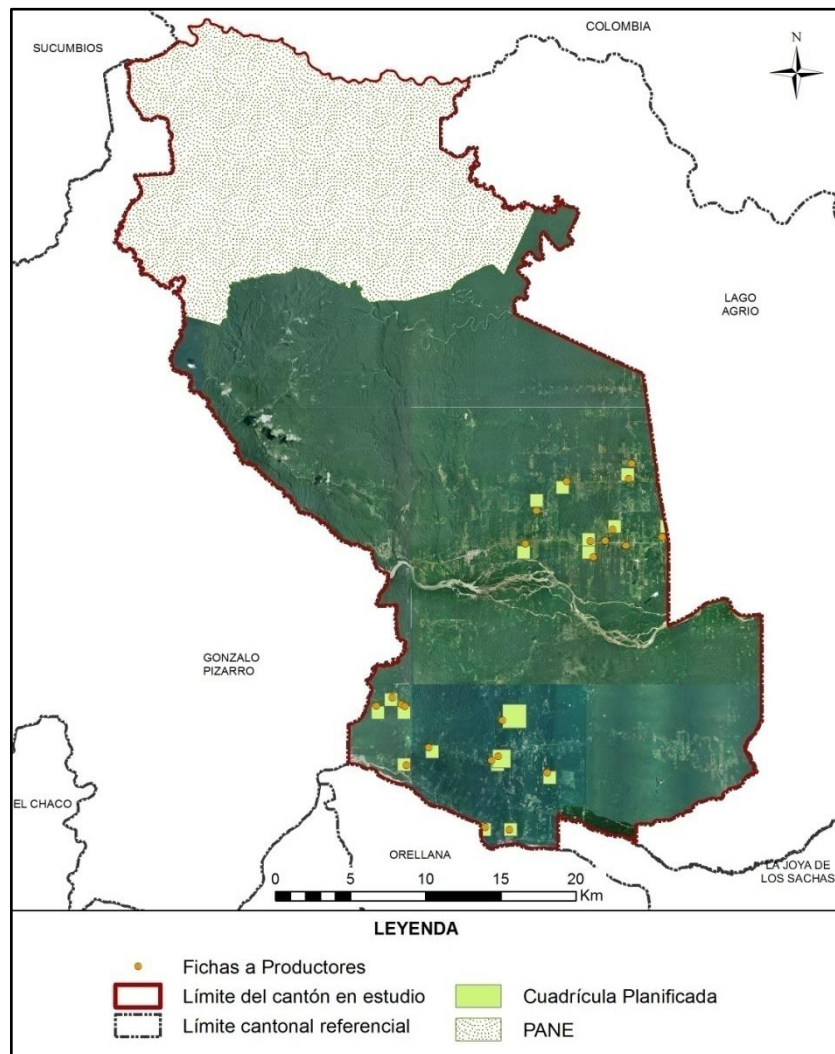 COLOMBIA
SUCUMBIOS
N
LAGO
AGRIO
GONZALO
PIZARRO
EL CHACO
ORELLANA
LA JOYA DE
LOS SACHAS
0 5 10 15 20
Km
LEYENDA
Fichas a Productores
Límite del cantón en estudio
Límite cantonal referencial
Cuadrícula Planificada
PANE